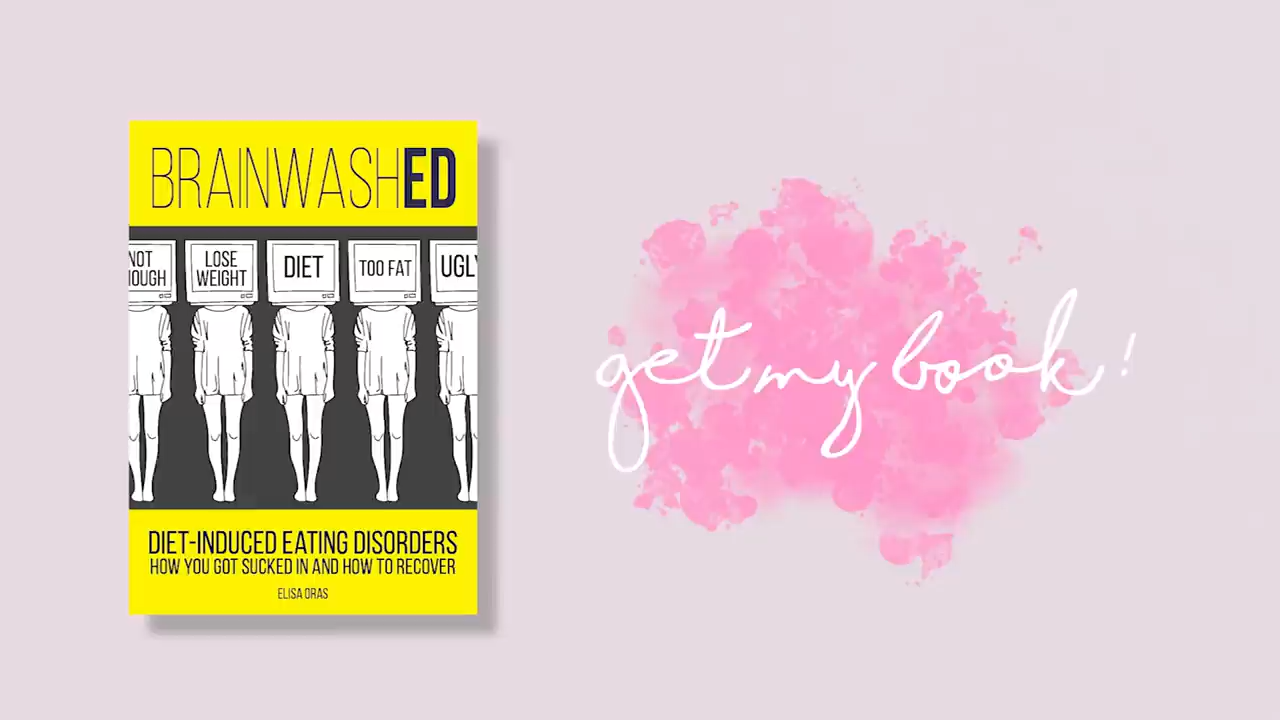 BRAINWASHED
NOT
OUGH
LOSE
WEIGHT
DIET
TOO FAT
UGLY
DIET-INDUCED EATING DISORDERS
HOW YOU GOT SUCKED IN AND HOW TO RECOVER
ELISA ORAS
get my book!